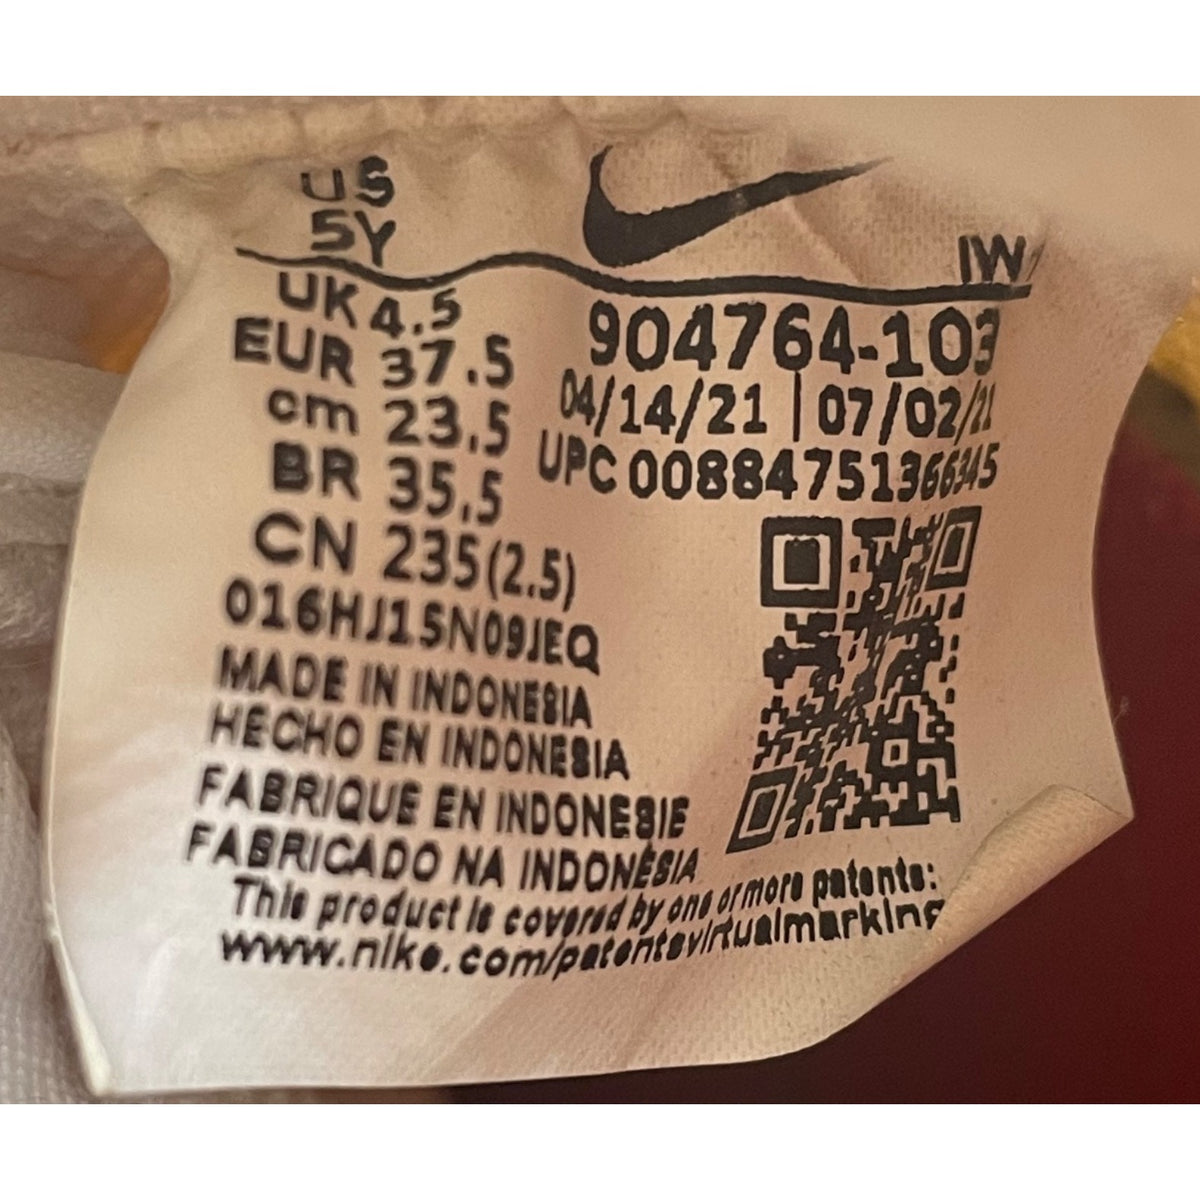 US
5Y
IW
UK 4.5
904764-103
EUR 37.5
04/14/21 | 07/02/21
cm 23.5
UPC 00884751366345
BR 35.5
CN 235(2.5)
016HJ15N09JEQ
MADE IN INDONESIA
HECHO EN INDONESIA
FABRIQUE EN INDONESIE
FABRICADO NA INDONÉSIA
This product is covered by one or more patents:
www.nike.com/patentsvirtualmarking